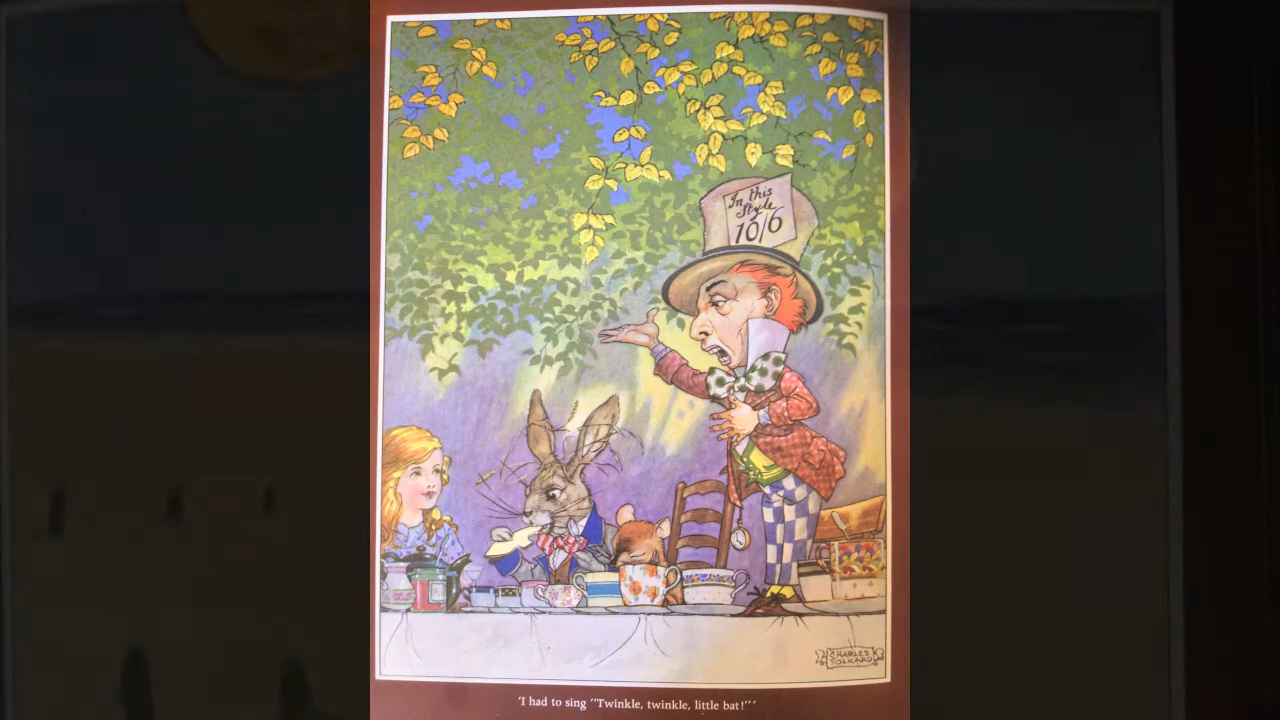 In this
Style
10/6
CHARLES
FOLKARD
'I had to sing "Twinkle, twinkle, little bat!"'